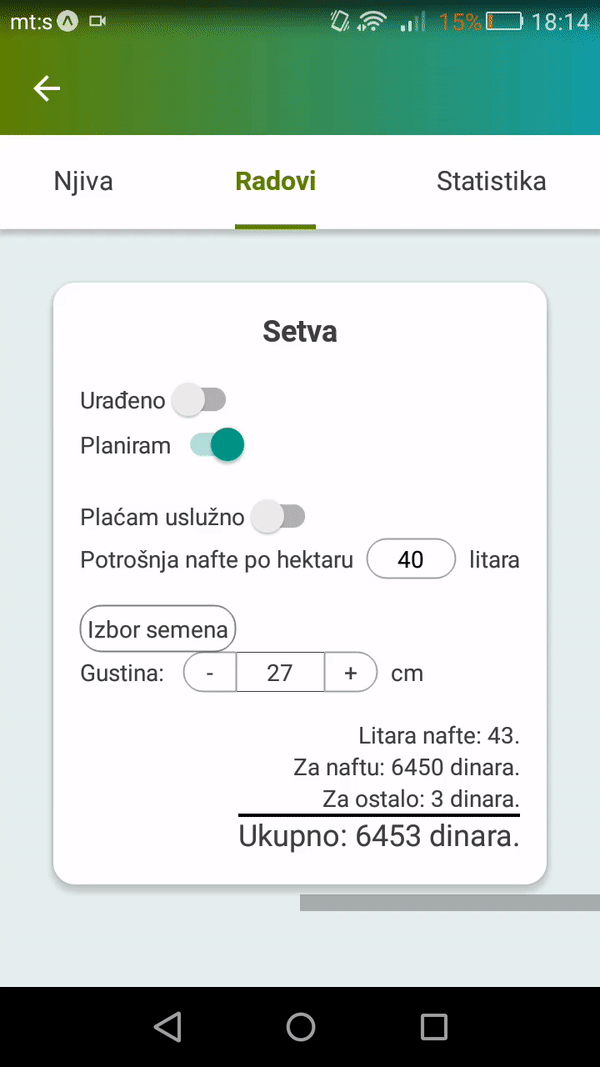 mt:s 15% 18:14
Njiva Radovi Statistika
Setva
Urađeno
Planiram
Plaćam uslužno
Potrošnja nafte po hektaru 40 litara
Izbor semena
Gustina: - 27 + cm
Litara nafte: 43.
Za naftu: 6450 dinara.
Za ostalo: 3 dinara.
Ukupno: 6453 dinara.